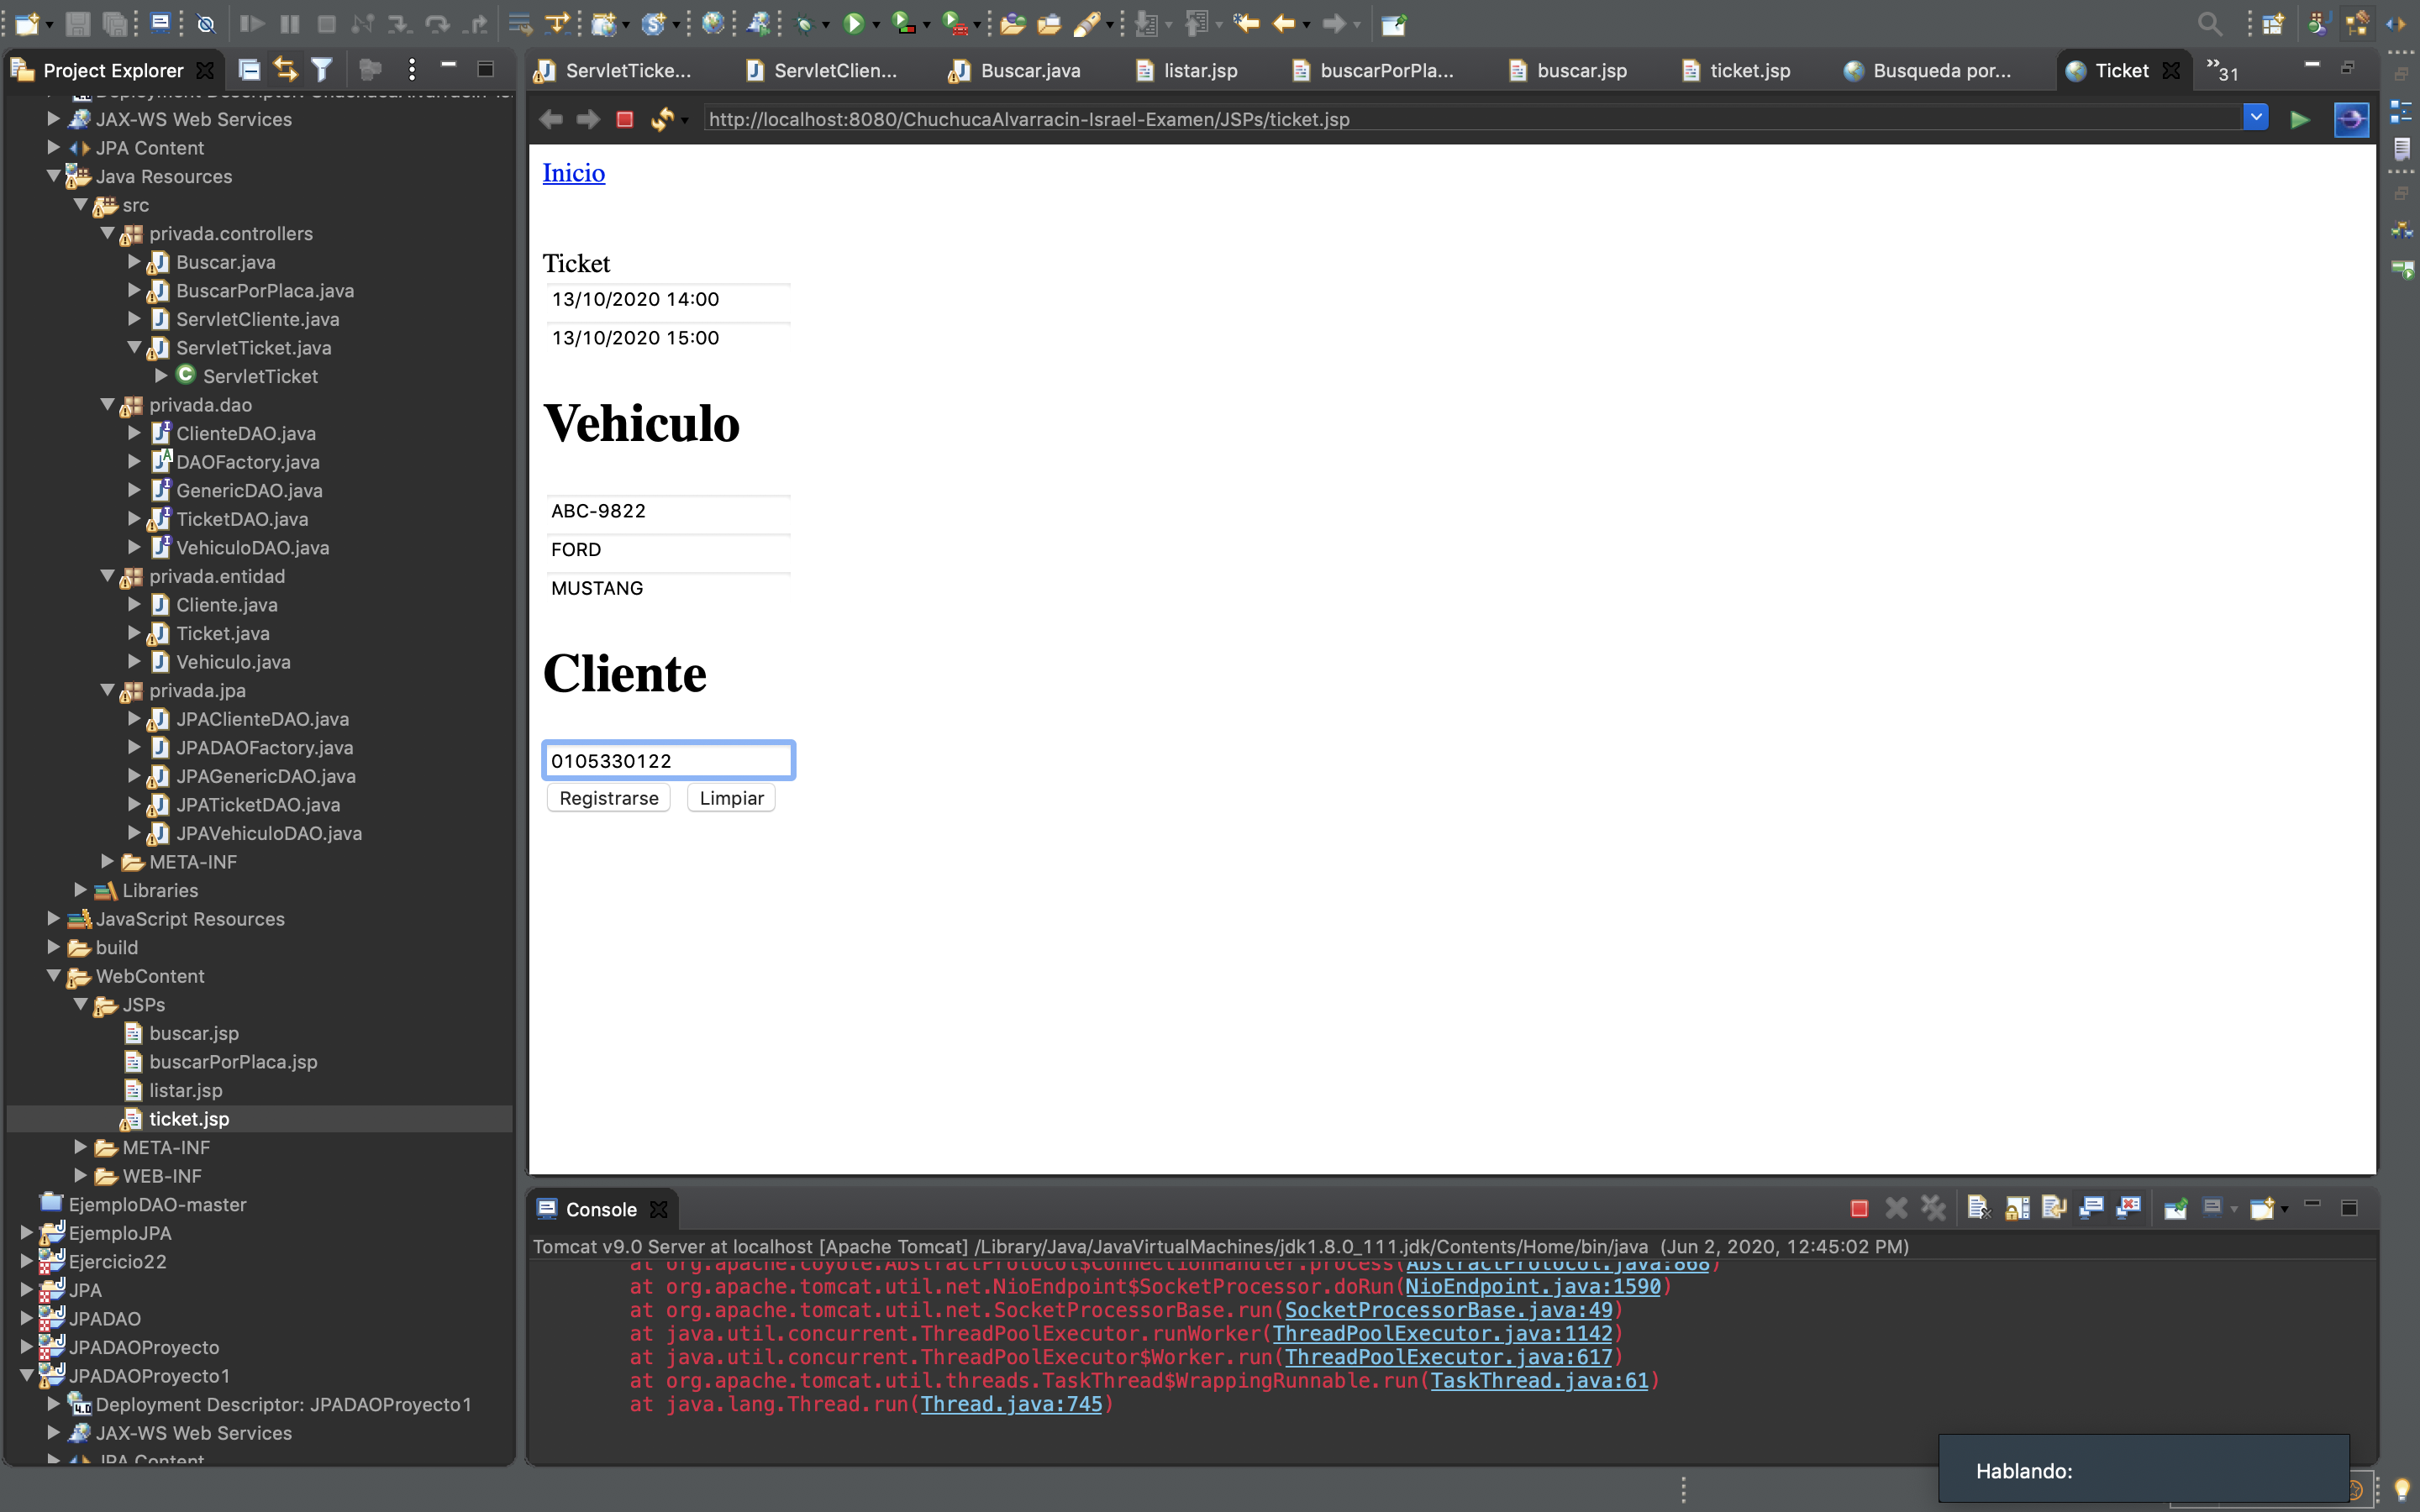 Project Explorer
JAX-WS Web Services
JPA Content
Java Resources
src
privada.controllers
Buscar.java
BuscarPorPlaca.java
ServletCliente.java
ServletTicket.java
ServletTicket
privada.dao
ClienteDAO.java
DAOFactory.java
GenericDAO.java
TicketDAO.java
VehiculoDAO.java
privada.entidad
Cliente.java
Ticket.java
Vehiculo.java
privada.jpa
JPAClienteDAO.java
JPADAOFactory.java
JPAGenericDAO.java
JPATicketDAO.java
JPAVehiculoDAO.java
META-INF
Libraries
JavaScript Resources
build
WebContent
JSPs
buscar.jsp
buscarPorPlaca.jsp
listar.jsp
ticket.jsp
META-INF
WEB-INF
EjemploDAO-master
EjemploJPA
Ejercicio22
JPA
JPADAO
JPADAOProyecto
JPADAOProyecto1
Deployment Descriptor: JPADAOProyecto1
JAX-WS Web Services
JPA Content
ServletTicke... ServletClien... Buscar.java listar.jsp buscarPorPla... buscar.jsp ticket.jsp Busqueda por... Ticket »31
http://localhost:8080/ChuchucaAlvarracin-Israel-Examen/JSPs/ticket.jsp
Inicio
Ticket
13/10/2020 14:00
13/10/2020 15:00
Vehiculo
ABC-9822
FORD
MUSTANG
Cliente
0105330122
Registrarse Limpiar
Console
Tomcat v9.0 Server at localhost [Apache Tomcat] /Library/Java/JavaVirtualMachines/jdk1.8.0_111.jdk/Contents/Home/bin/java (Jun 2, 2020, 12:45:02 PM)
at org.apache.coyote.AbstractProtocol$ConnectionHandler.process(AbstractProtocol.java:868)
at org.apache.tomcat.util.net.NioEndpoint$SocketProcessor.doRun(NioEndpoint.java:1590)
at org.apache.tomcat.util.net.SocketProcessorBase.run(SocketProcessorBase.java:49)
at java.util.concurrent.ThreadPoolExecutor.runWorker(ThreadPoolExecutor.java:1142)
at java.util.concurrent.ThreadPoolExecutor$Worker.run(ThreadPoolExecutor.java:617)
at org.apache.tomcat.util.threads.TaskThread$WrappingRunnable.run(TaskThread.java:61)
at java.lang.Thread.run(Thread.java:745)
Hablando: